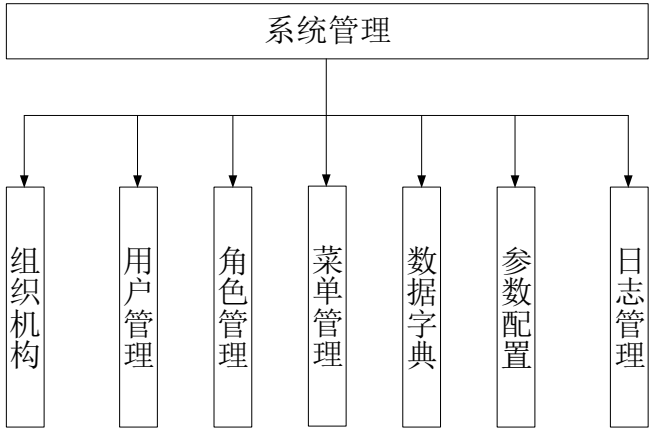 系统管理
组织机构
用户管理
角色管理
菜单管理
数据字典
参数配置
日志管理